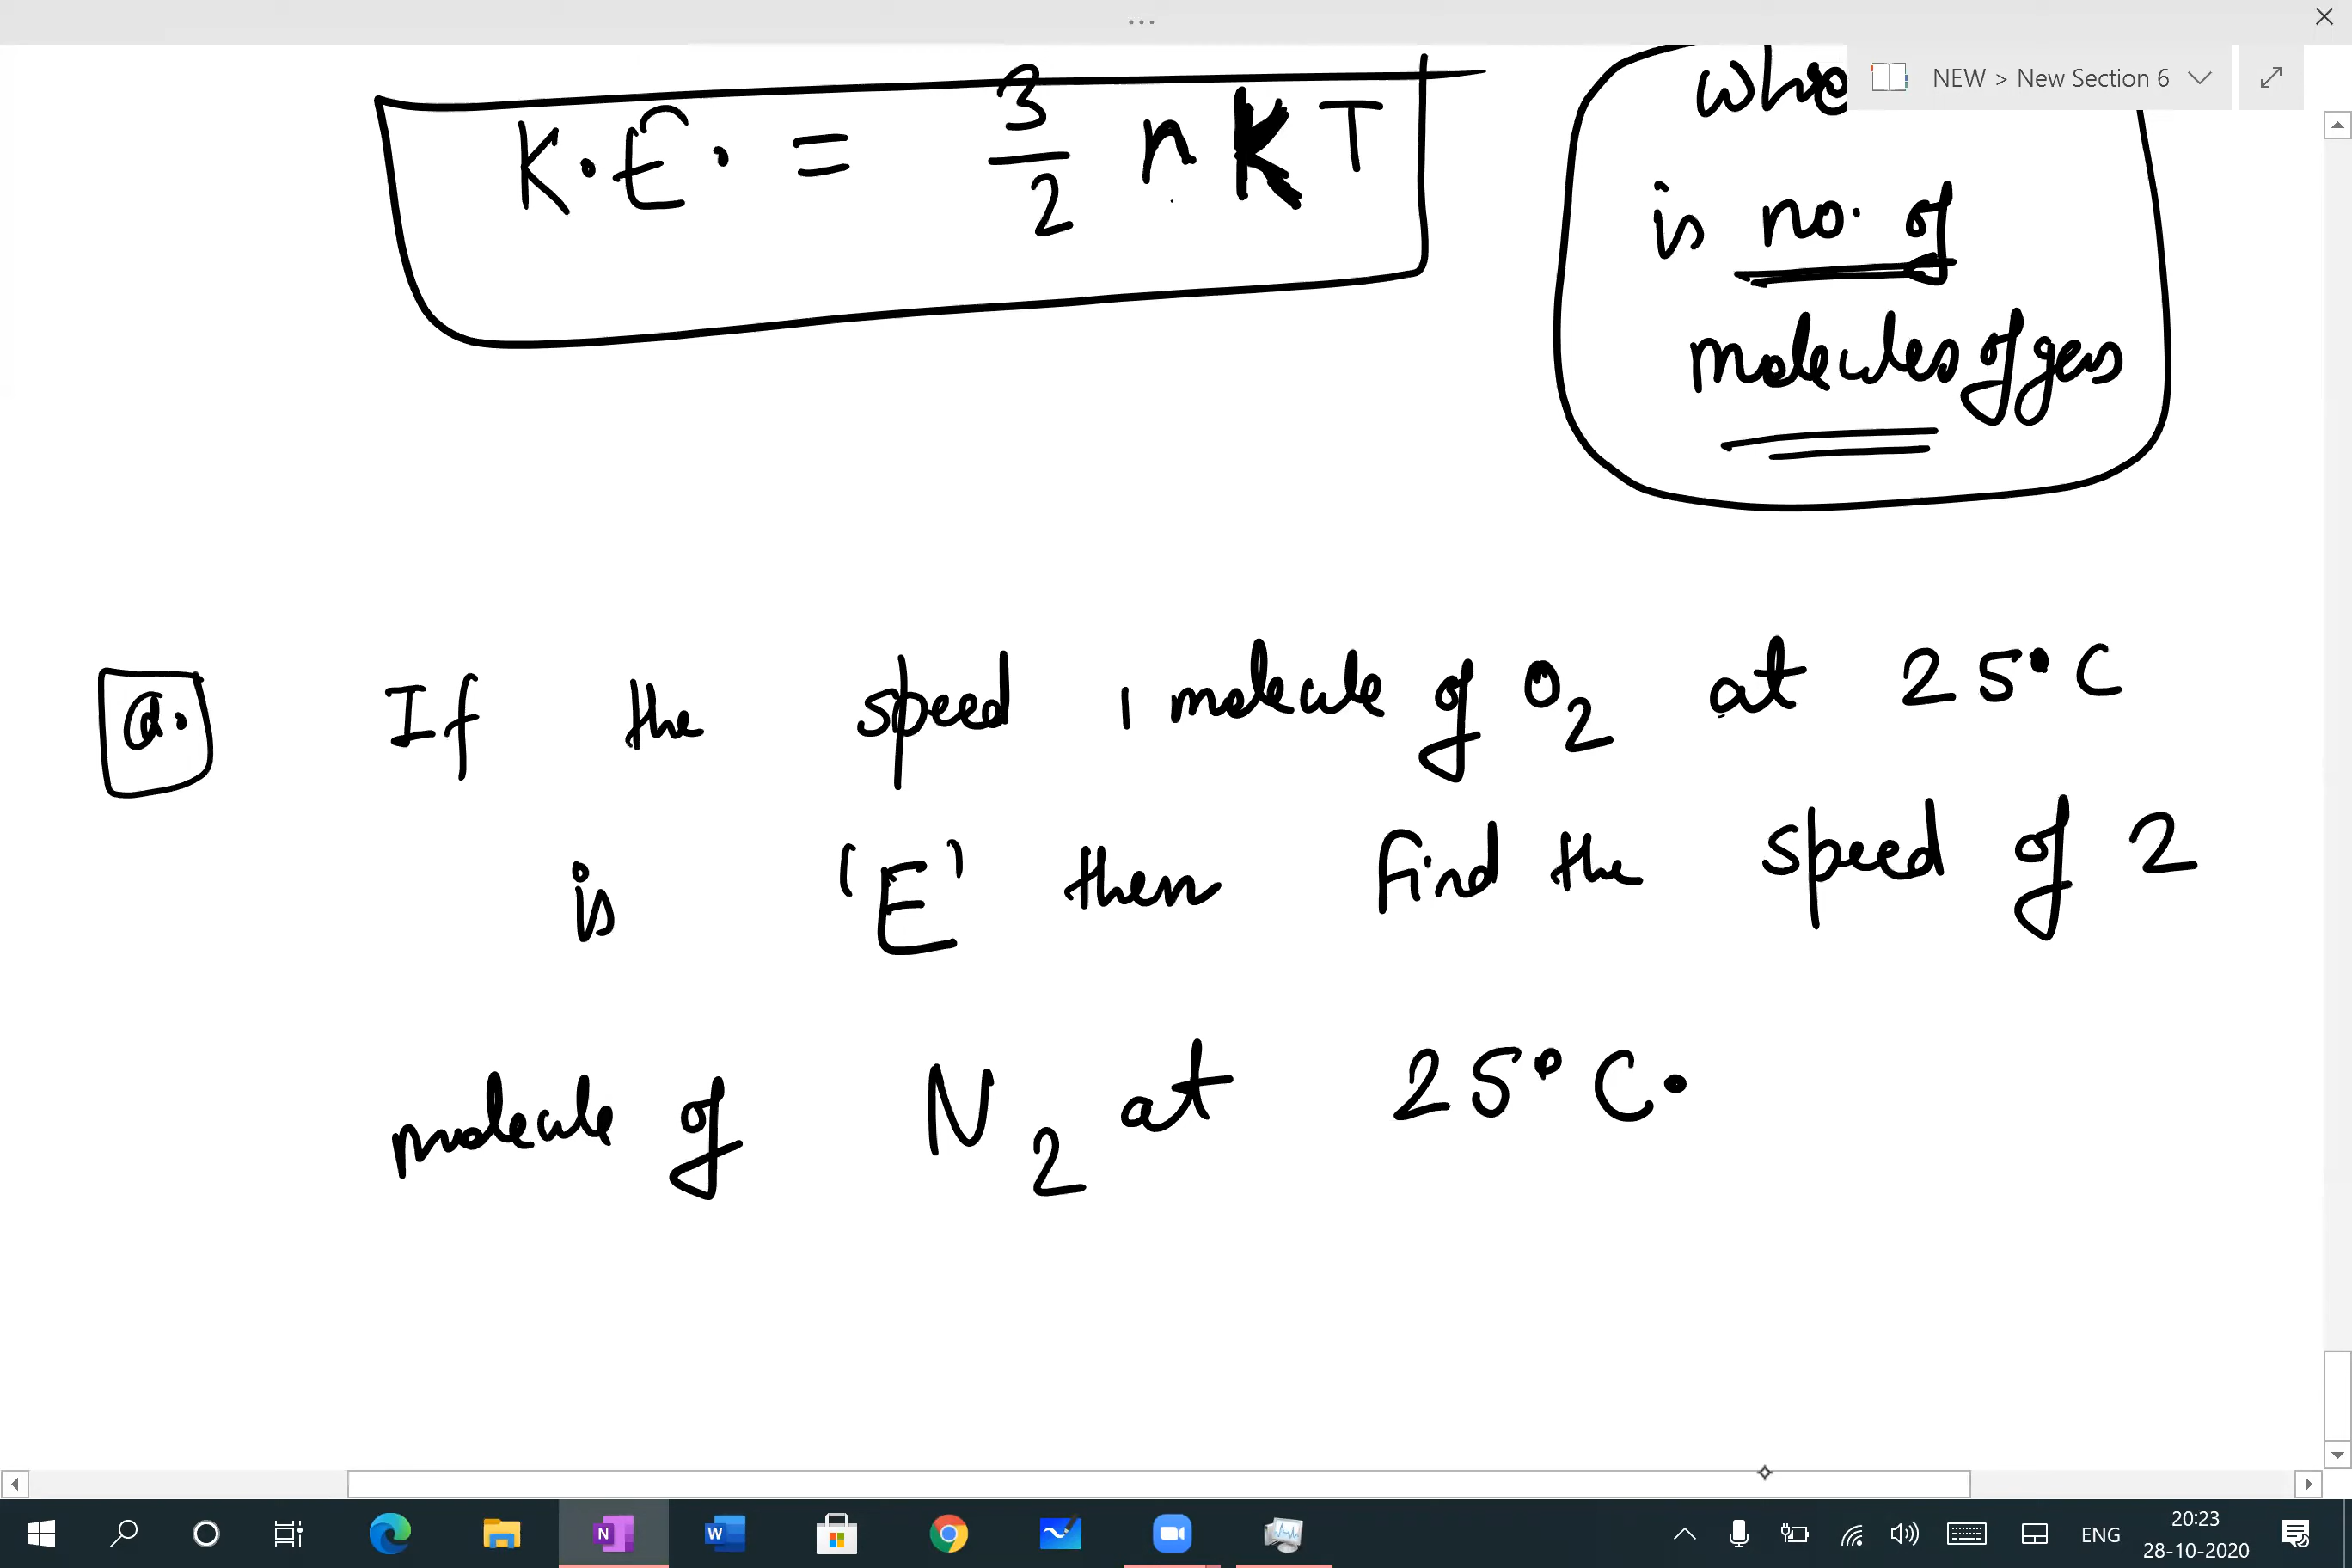 ...
NEW > New Section 6
K.E. = 3/2 n K T
is no. of
molecules of gas
Q. If the speed 1 molecule of O2 at 25°C
is 'E' then find the speed of 2
molecule of N2 at 25°C.
ENG
20:23
28-10-2020